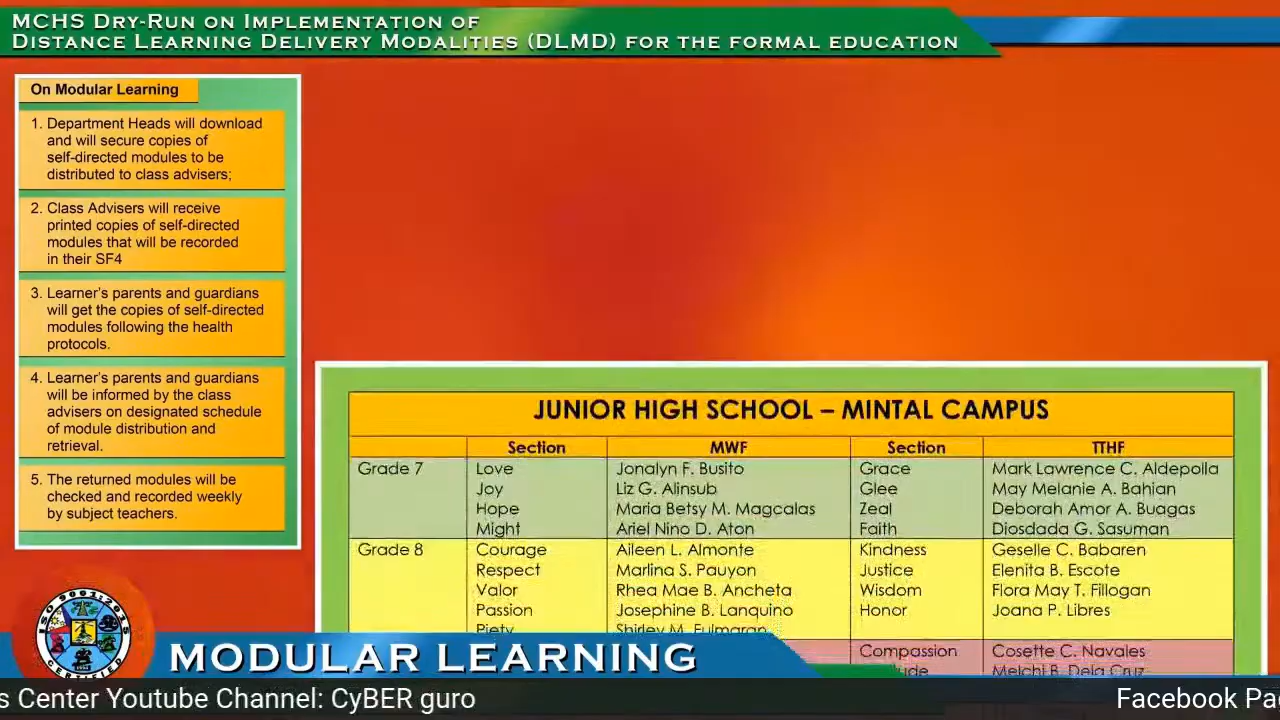 MCHS Dry-Run on Implementation of
Distance Learning Delivery Modalities (DLMD) for the Formal Education
On Modular Learning
1. Department Heads will download
and will secure copies of
self-directed modules to be
distributed to class advisers;
2. Class Advisers will receive
printed copies of self-directed
modules that will be recorded
in their SF4
3. Learner's parents and guardians
will get the copies of self-directed
modules following the health
protocols.
4. Learner's parents and guardians
will be informed by the class
advisers on designated schedule
of module distribution and
retrieval.
5. The returned modules will be
checked and recorded weekly
by subject teachers.
JUNIOR HIGH SCHOOL – MINTAL CAMPUS
Section MWF Section TTHF
Grade 7 Love Jonalyn F. Busito Grace Mark Lawrence C. Aldepolla
Joy Liz G. Alinsub Glee May Melanie A. Bahian
Hope Maria Betsy M. Magcalas Zeal Deborah Amor A. Buagas
Might Ariel Nino D. Aton Faith Diosdada G. Sasuman
Grade 8 Courage Aileen L. Almonte Kindness Geselle C. Babaren
Respect Marlina S. Pauyon Justice Elenita B. Escote
Valor Rhea Mae B. Ancheta Wisdom Flora May T. Fillogan
Passion Josephine B. Lanquino Honor Joana P. Libres
Piety Shirley M. Fulmaran
Compassion Cosette C. Navales
Dela Cruz
ISO 9001:2015
CERTIFIED
MODULAR LEARNING
s Center Youtube Channel: CyBER guro Facebook Pa